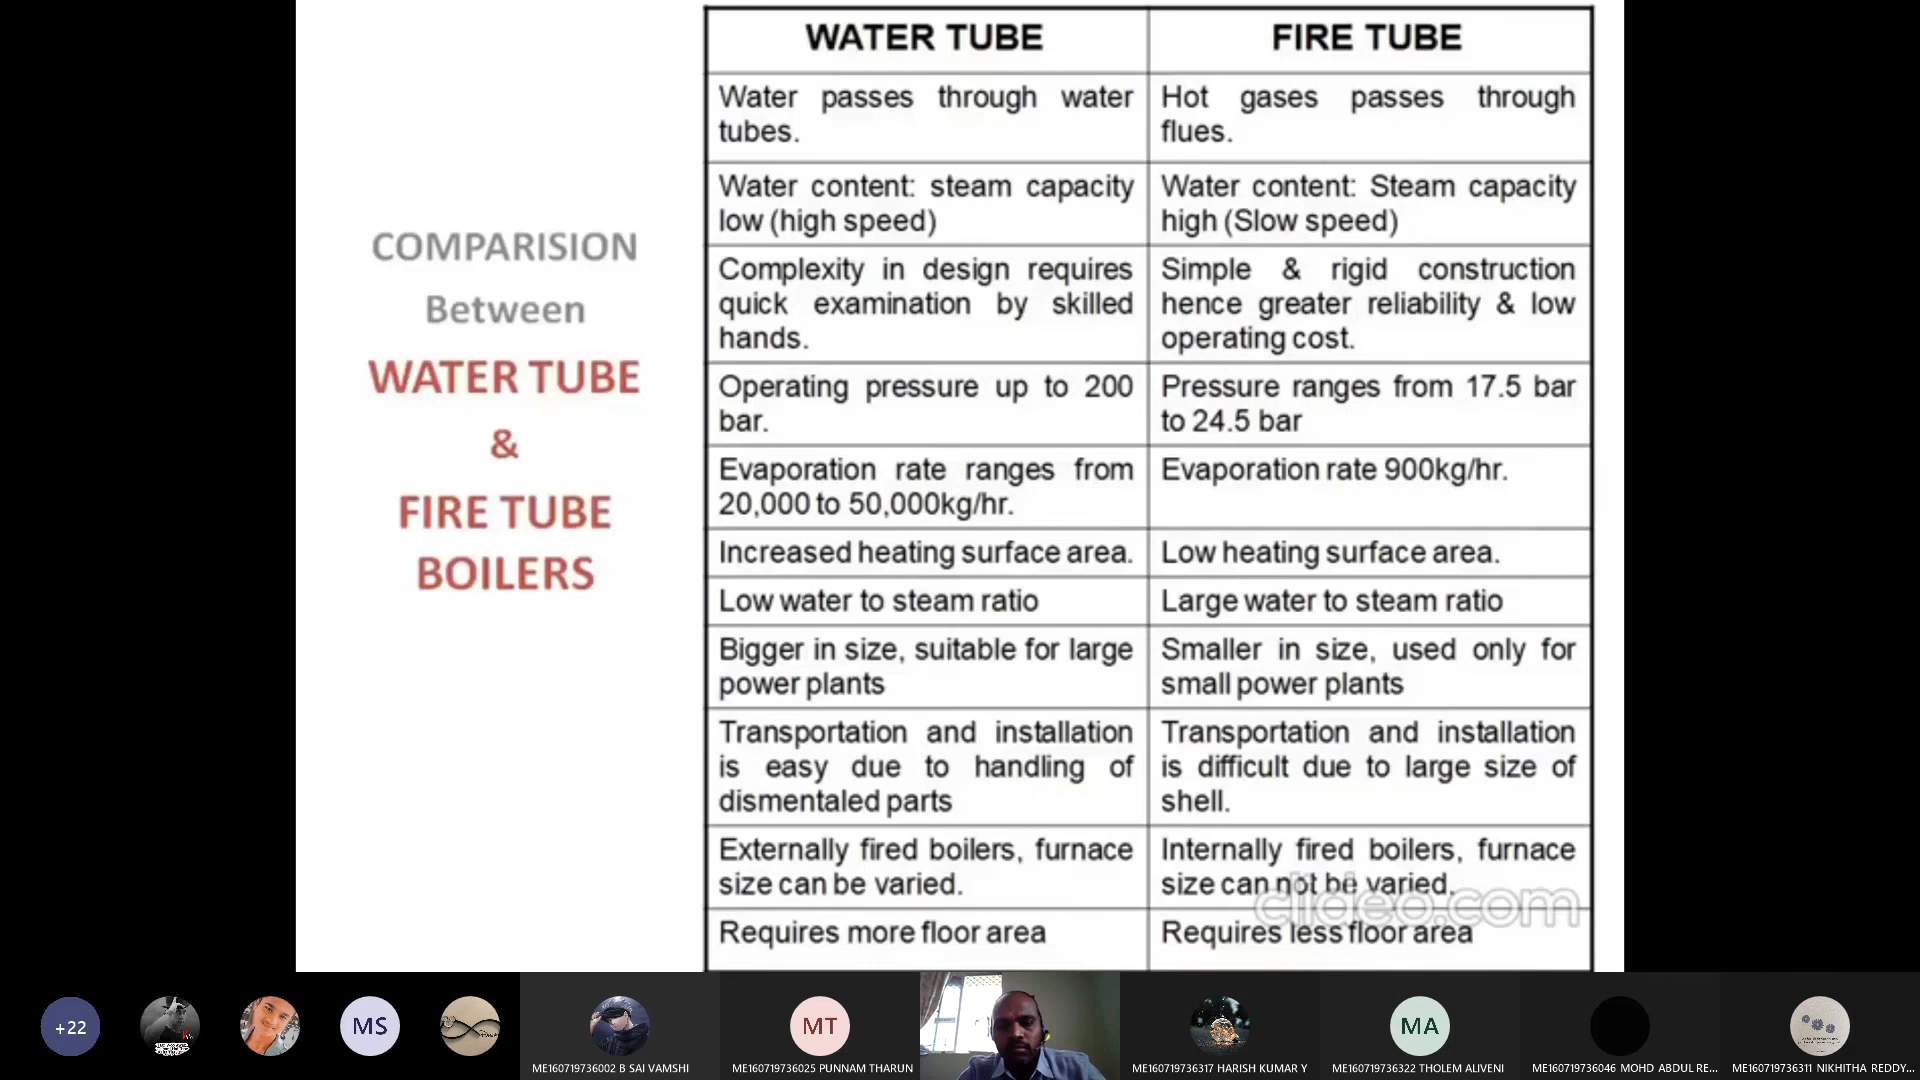 COMPARISION
Between
WATER TUBE
&
FIRE TUBE
BOILERS
WATER TUBE
FIRE TUBE
Water passes through water
tubes.
Hot gases passes through
flues.
Water content: steam capacity
low (high speed)
Water content: Steam capacity
high (Slow speed)
Complexity in design requires
quick examination by skilled
hands.
Simple & rigid construction
hence greater reliability & low
operating cost.
Operating pressure up to 200
bar.
Pressure ranges from 17.5 bar
to 24.5 bar
Evaporation rate ranges from
20,000 to 50,000kg/hr.
Evaporation rate 900kg/hr.
Increased heating surface area.
Low heating surface area.
Low water to steam ratio
Large water to steam ratio
Bigger in size, suitable for large
power plants
Smaller in size, used only for
small power plants
Transportation and installation
is easy due to handling of
dismentaled parts
Transportation and installation
is difficult due to large size of
shell.
Externally fired boilers, furnace
size can be varied.
Internally fired boilers, furnace
size can not be varied.
clideo.com
Requires more floor area
Requires less floor area
+22
MS
MT
MA
ME160719736002 B SAI VAMSHI
ME160719736025 PUNNAM THARUN
ME160719736317 HARISH KUMAR Y
ME160719736322 THOLEM ALIVENI
ME160719736046 MOHD ABDUL RE...
ME160719736311 NIKHITHA REDDY...